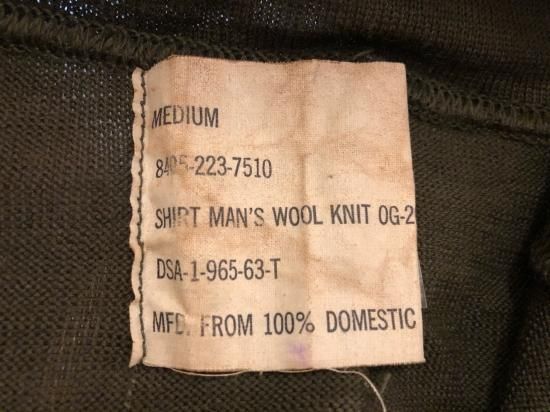 MEDIUM
8405-223-7510
SHIRT MAN'S WOOL KNIT OG-2
DSA-1-965-63-T
MFD. FROM 100% DOMESTIC